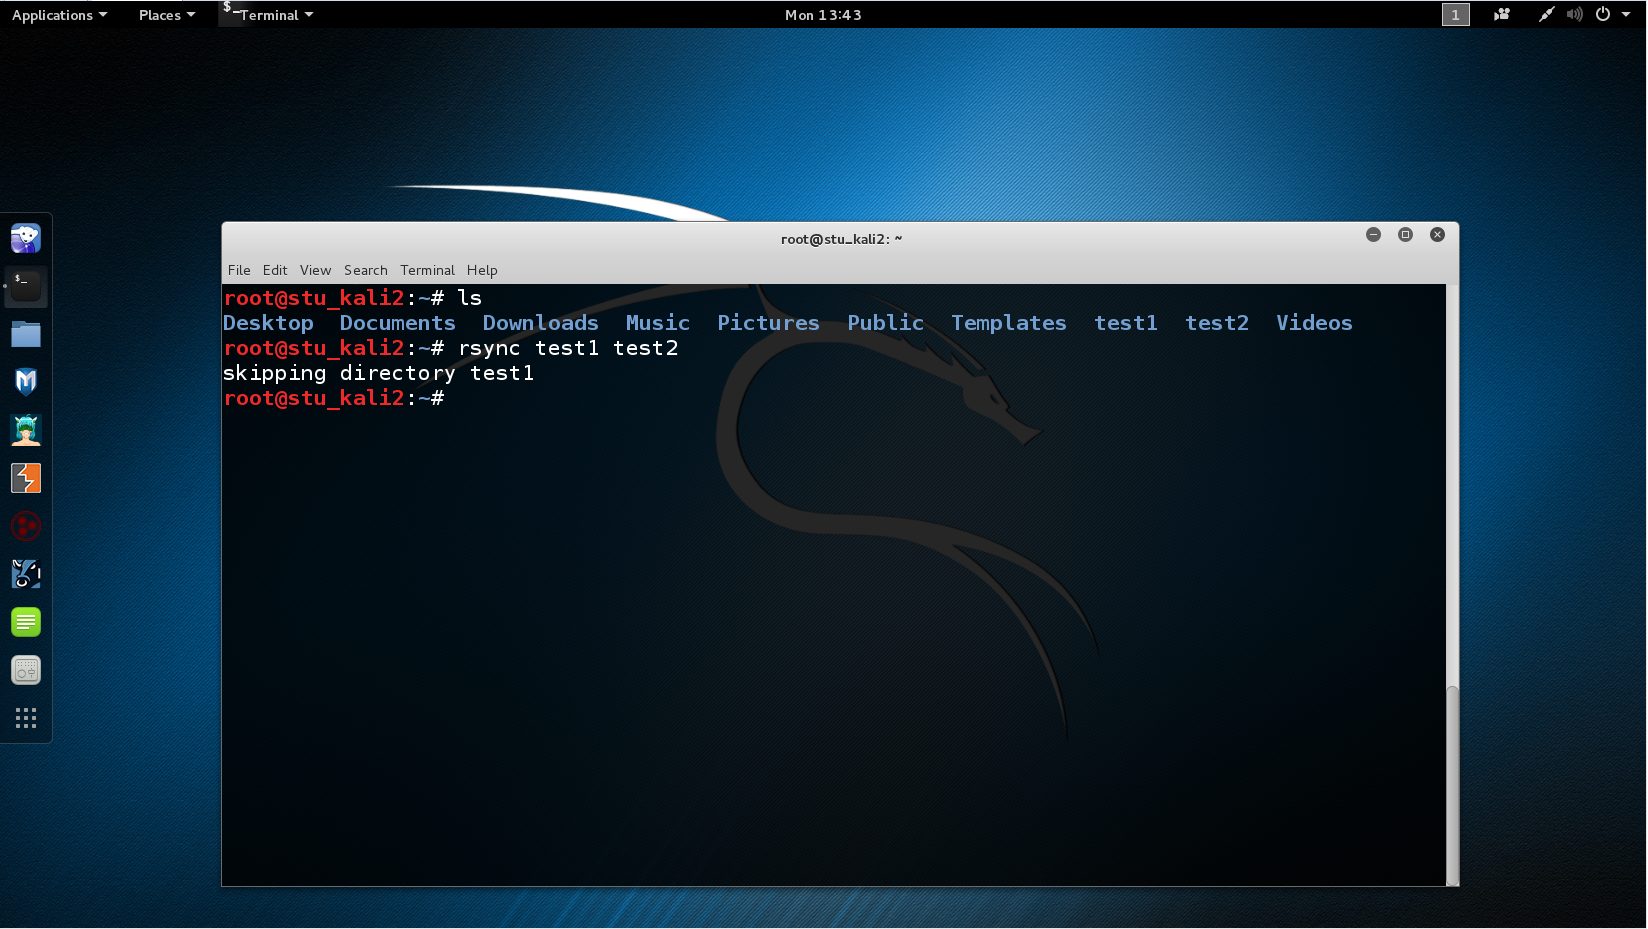 Applications Places $_ Terminal Mon 13:43 1
root@stu_kali2: ~
File Edit View Search Terminal Help
root@stu_kali2:~# ls
Desktop Documents Downloads Music Pictures Public Templates test1 test2 Videos
root@stu_kali2:~# rsync test1 test2
skipping directory test1
root@stu_kali2:~#
$_